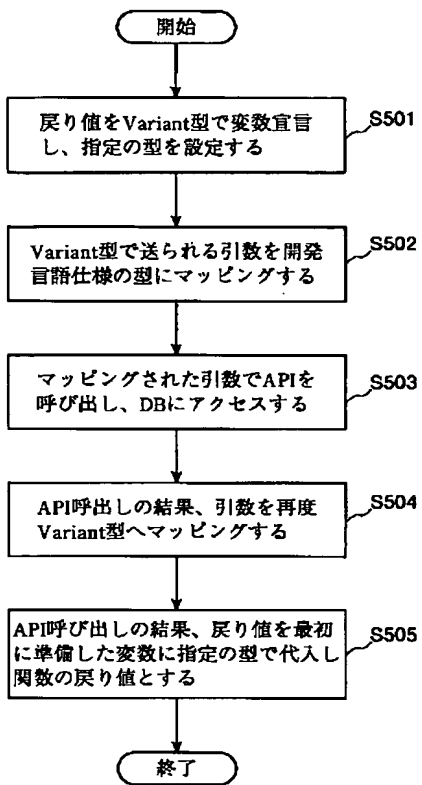 開始
戻り値をVariant型で変数宣言
し、指定の型を設定する
S501
Variant型で送られる引数を開発
言語仕様の型にマッピングする
S502
マッピングされた引数でAPIを
呼び出し、DBにアクセスする
S503
API呼出しの結果、引数を再度
Variant型へマッピングする
S504
API呼び出しの結果、戻り値を最初
に準備した変数に指定の型で代入し
関数の戻り値とする
S505
終了